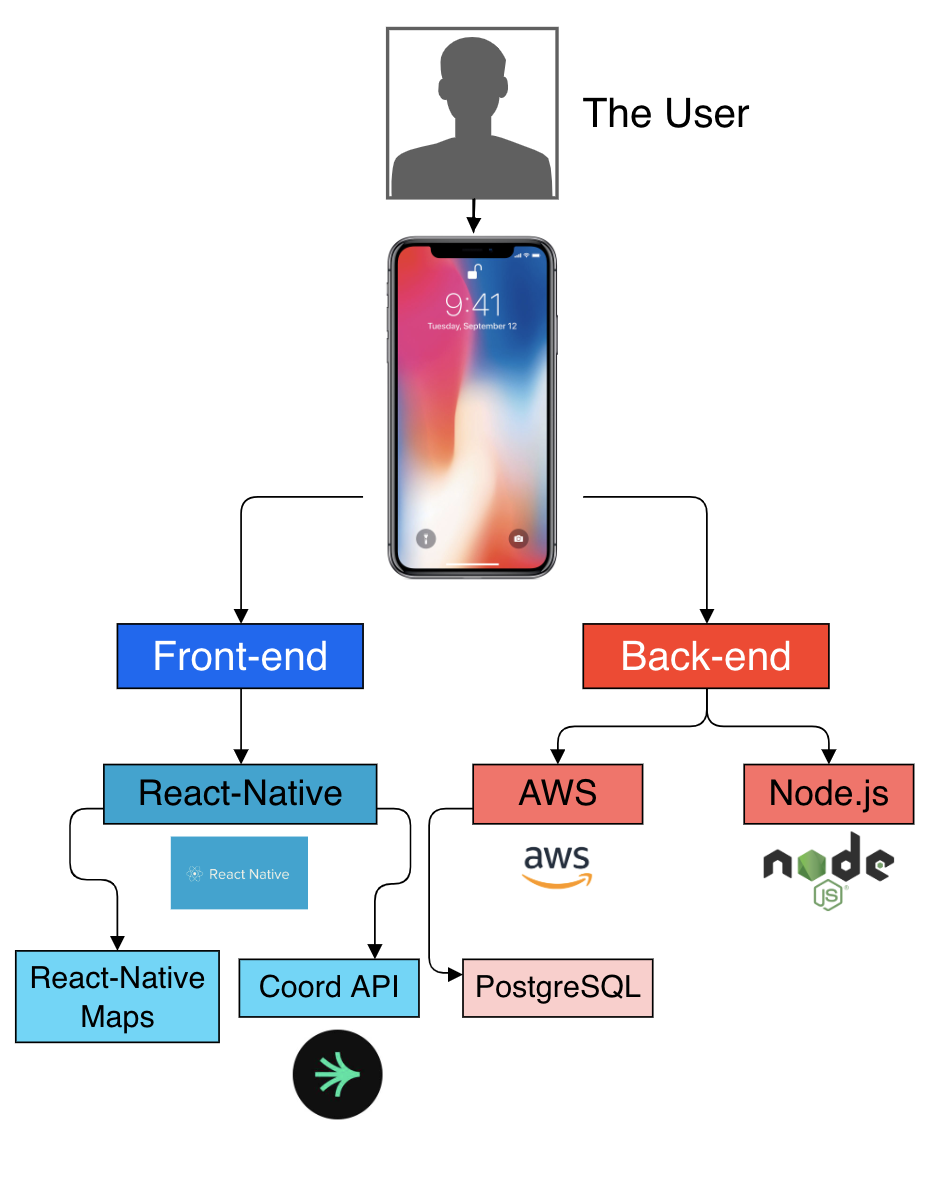 The User
9:41
Tuesday, September 12
Front-end
Back-end
React-Native
AWS
Node.js
React Native
aws
node
JS
®
React-Native
Maps
Coord API
PostgreSQL